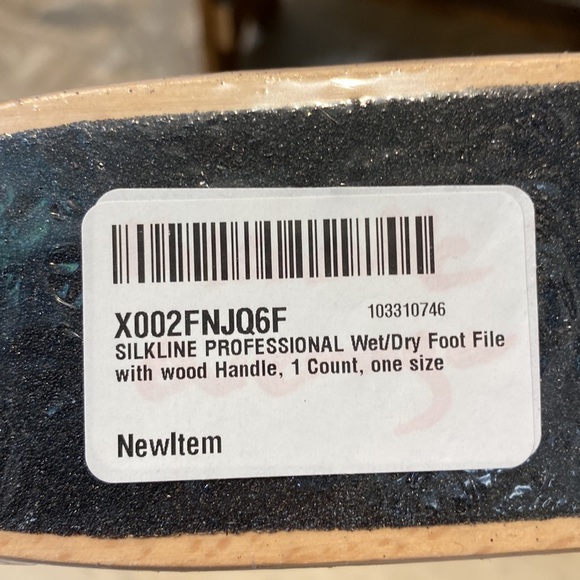 X002FNJQ6F 103310746
SILKLINE PROFESSIONAL Wet/Dry Foot File
with wood Handle, 1 Count, one size
NewItem